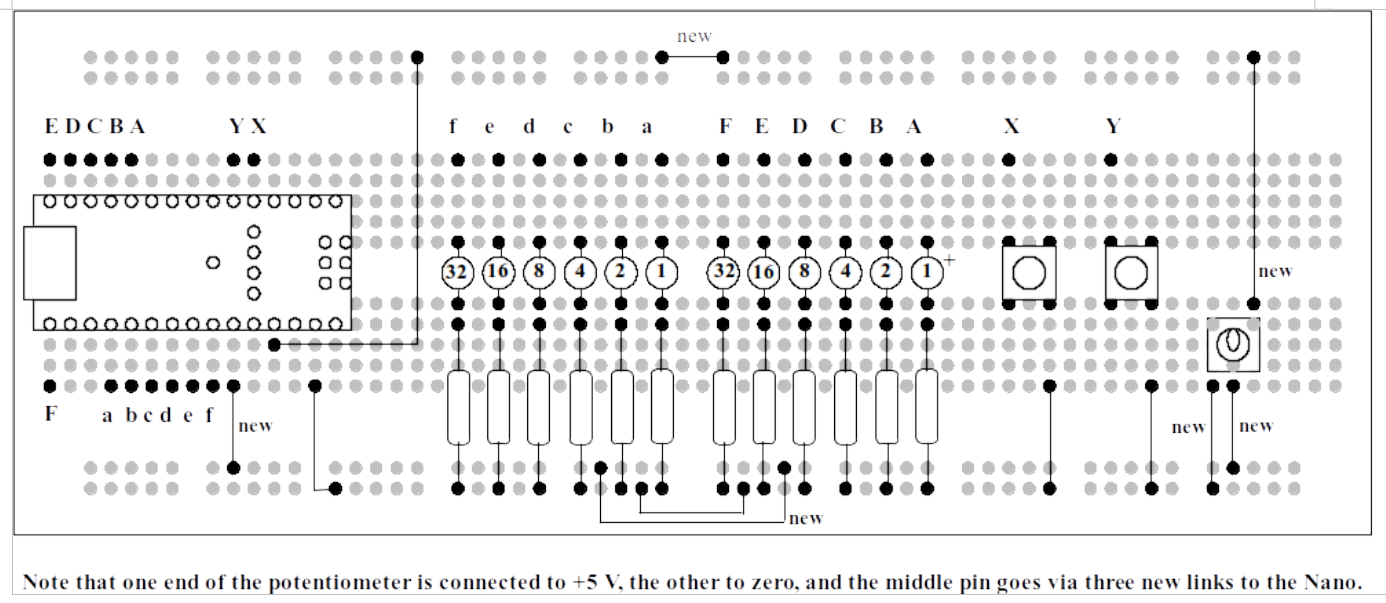 new
E D C B A Y X f e d c b a F E D C B A X Y
32 16 8 4 2 1 32 16 8 4 2 1 +
new
F a b c d e f new new new
new
Note that one end of the potentiometer is connected to +5 V, the other to zero, and the middle pin goes via three new links to the Nano.